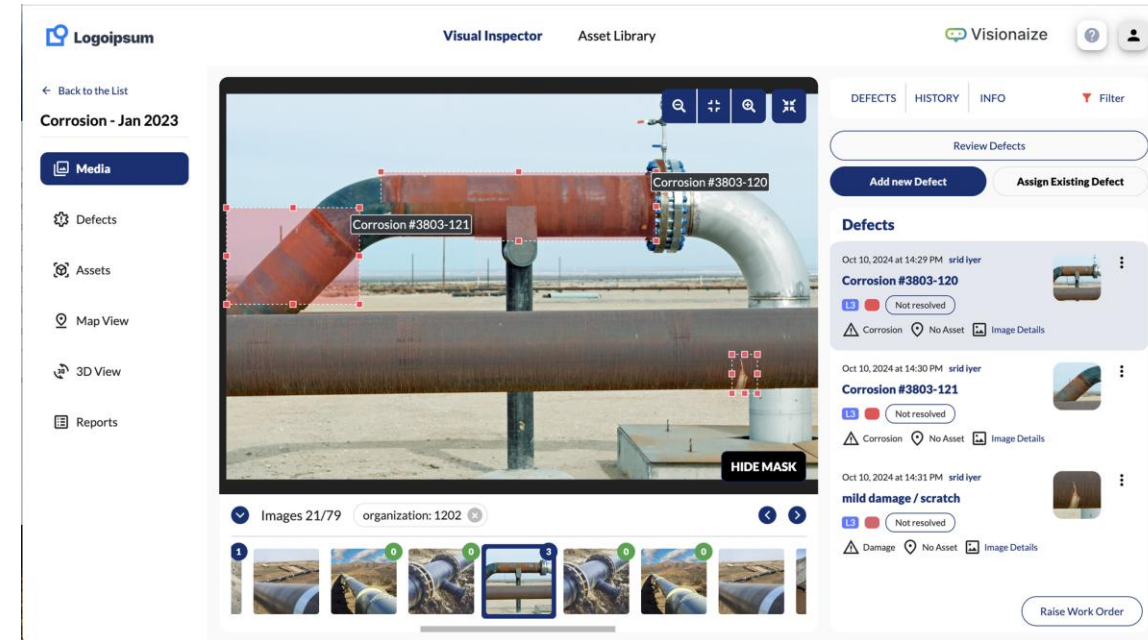 Logoipsum
Visual Inspector
Asset Library
Visionaize
Back to the List
Corrosion - Jan 2023
Media
Defects
Assets
Map View
3D View
Reports
Corrosion #3803-120
Corrosion #3803-121
HIDE MASK
Images 21/79
organization: 1202
1
0
0
3
0
0
DEFECTS
HISTORY
INFO
Filter
Review Defects
Add new Defect
Assign Existing Defect
Defects
Oct 10, 2024 at 14:29 PM srid iyer
Corrosion #3803-120
L3 Not resolved
Corrosion No Asset Image Details
Oct 10, 2024 at 14:30 PM srid iyer
Corrosion #3803-121
L3 Not resolved
Corrosion No Asset Image Details
Oct 10, 2024 at 14:31 PM srid iyer
mild damage / scratch
L3 Not resolved
Damage No Asset Image Details
Raise Work Order